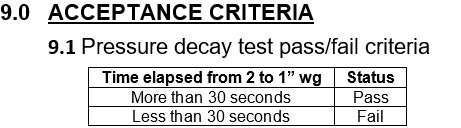 9.0 ACCEPTANCE CRITERIA
9.1 Pressure decay test pass/fail criteria
Time elapsed from 2 to 1” wg Status
More than 30 seconds Pass
Less than 30 seconds Fail